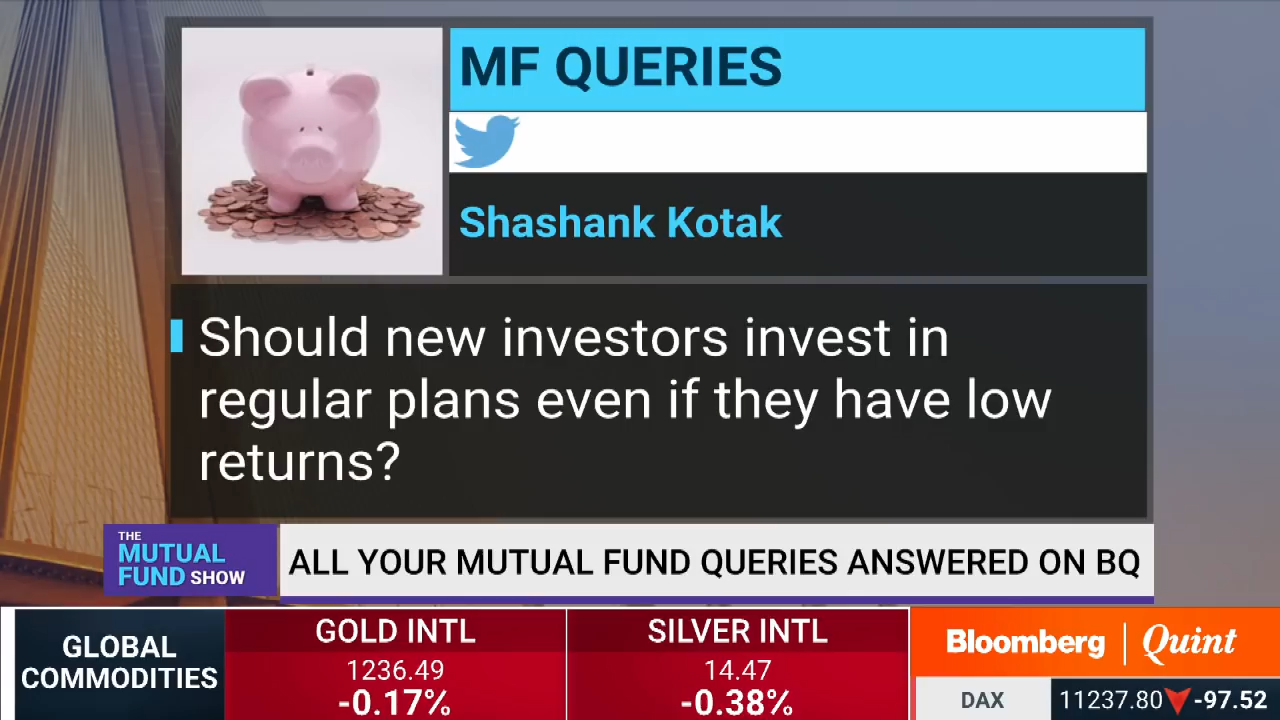 MF QUERIES
Shashank Kotak
Should new investors invest in
regular plans even if they have low
returns?
THE
MUTUAL
FUND SHOW
ALL YOUR MUTUAL FUND QUERIES ANSWERED ON BQ
GLOBAL
COMMODITIES
GOLD INTL
1236.49
-0.17%
SILVER INTL
14.47
-0.38%
Bloomberg | Quint
DAX
11237.80 -97.52